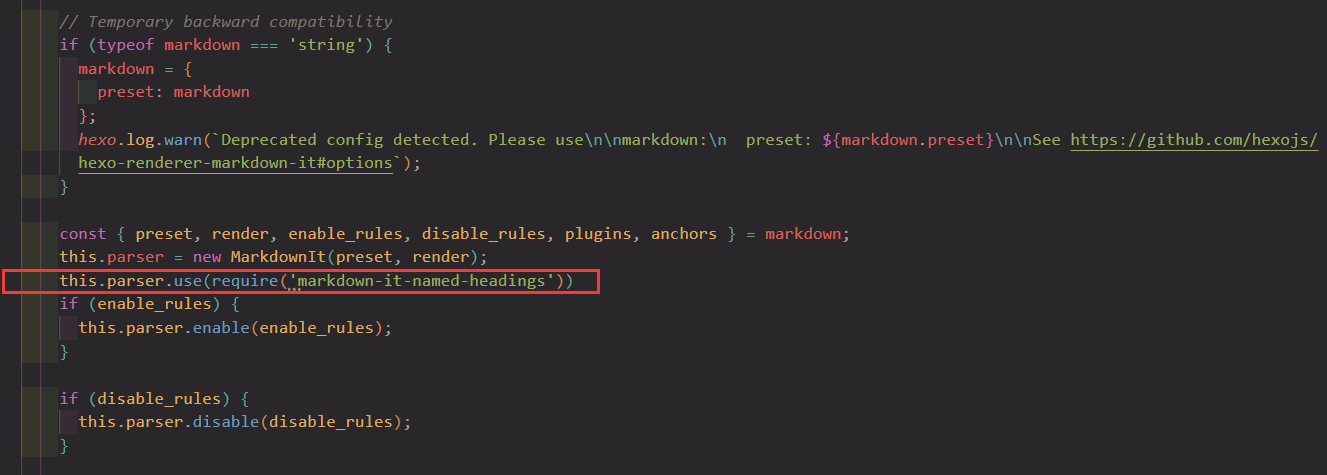 // Temporary backward compatibility
if (typeof markdown === 'string') {
markdown = {
preset: markdown
};
hexo.log.warn(`Deprecated config detected. Please use\n\nmarkdown:\n  preset: ${markdown.preset}\n\nSee https://github.com/hexojs/
hexo-renderer-markdown-it#options`);
}
const { preset, render, enable_rules, disable_rules, plugins, anchors } = markdown;
this.parser = new MarkdownIt(preset, render);
this.parser.use(require('markdown-it-named-headings'))
if (enable_rules) {
this.parser.enable(enable_rules);
}
if (disable_rules) {
this.parser.disable(disable_rules);
}